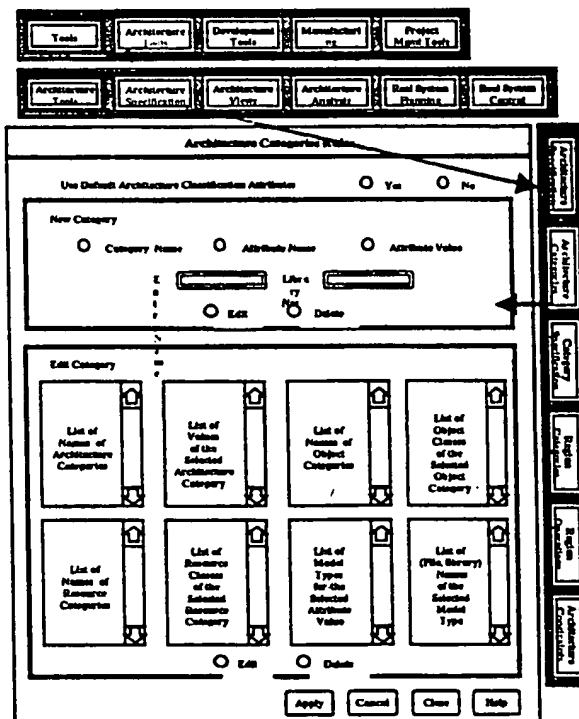 Tools
Architecture
Tools
Development
Tools
Manufacturi
ng
Project
Mgmt Tools
Architecture
Tools
Architecture
Specification
Architecture
Views
Architecture
Analysis
Real System
Planning
Real System
Control
Architecture Categories Rules
Use Default Architecture Classification Attributes
Yes
No
New Category
Category Name
Attribute Name
Attribute Value
Libra
ry
Edit
Delete
Edit Category
List of
Names of
Architecture
Categories
List of
Values
of the
Selected
Architecture
Category
List of
Names of
Object
Categories
List of
Object
Classes
of the
Selected
Object
Category
List of
Names of
Resource
Categories
List of
Resource
Classes
of the
Selected
Resource
Category
List of
Model
Types
for the
Selected
Attribute
Value
List of
(File, library)
Names
of the
Selected
Model
Type
Edit
Delete
Apply
Cancel
Close
Help
Architecture
Specification
Architecture
Categories
Category
Specification
Region
Categories
Region
Operations
Architecture
Constraints